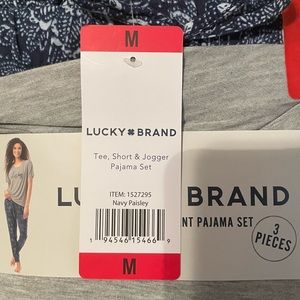 M
LUCKY BRAND
Tee, Short & Jogger
Pajama Set
ITEM: 1527295
Navy Paisley
1 94546 15466 9
M
LU
BRAND
NT PAJAMA SET
3
PIECES